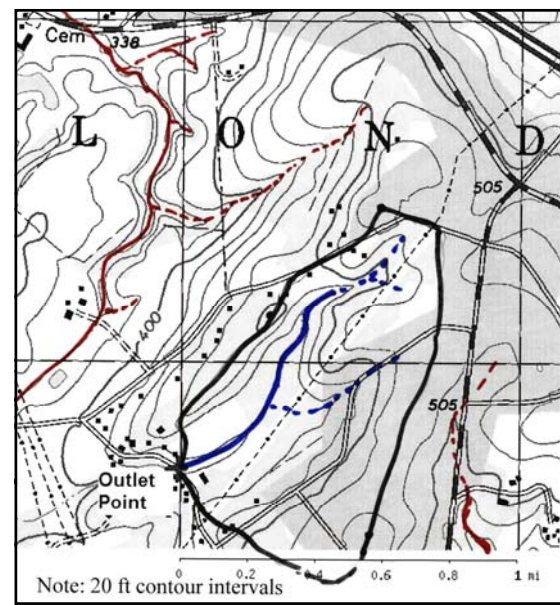 Cem
338
L O N D
505
400
505
Outlet
Point
0 0.2 0.4 0.6 0.8 1 mi
Note: 20 ft contour intervals